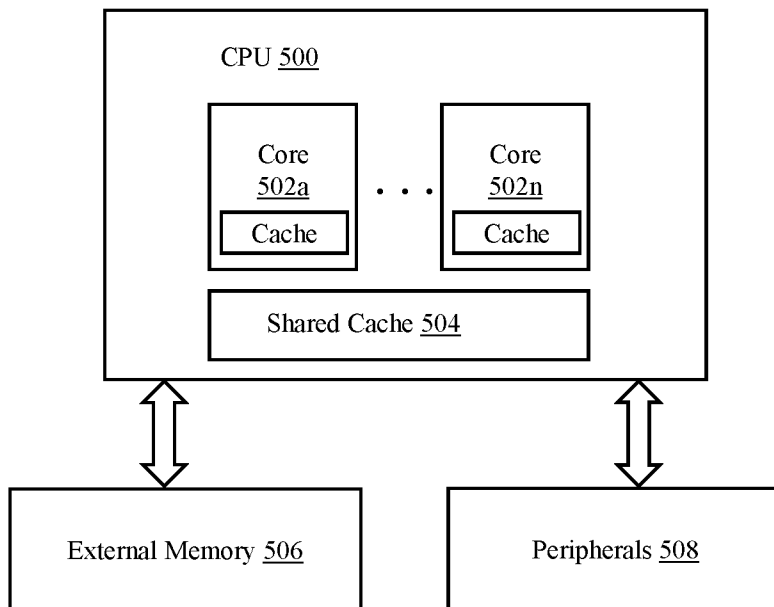 CPU 500
Core
502a
Cache
. . .
Core
502n
Cache
Shared Cache 504
External Memory 506
Peripherals 508